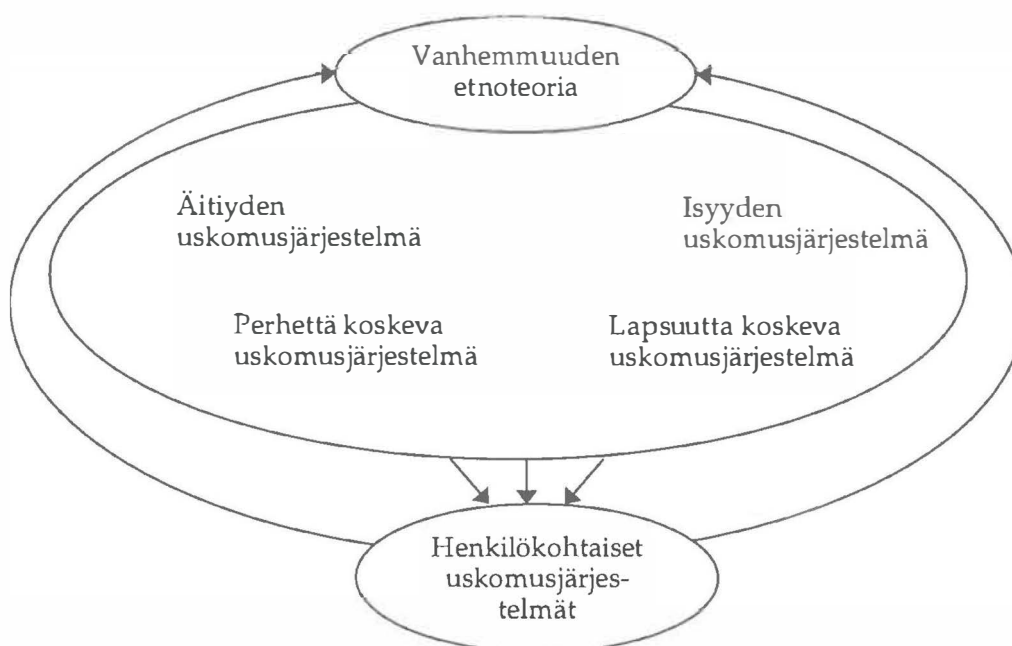 Vanhemmuuden
etnoteoria
Äitiyden
uskomusjärjestelmä
Isyyden
uskomusjärjestelmä
Perhettä koskeva
uskomusjärjestelmä
Lapsuutta koskeva
uskomusjärjestelmä
Henkilökohtaiset
uskomusjärjes-
telmät